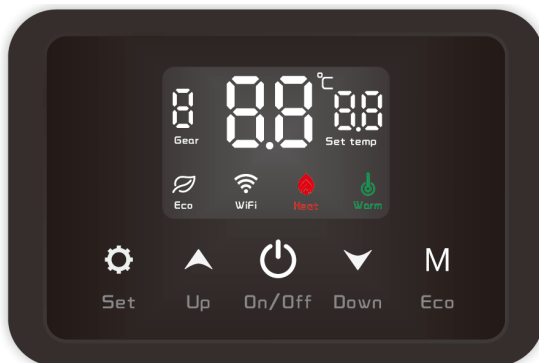 8 8.8 °C 8.8
Gear Set temp
Eco WiFi Heat Warm
M
Set Up On/Off Down Eco